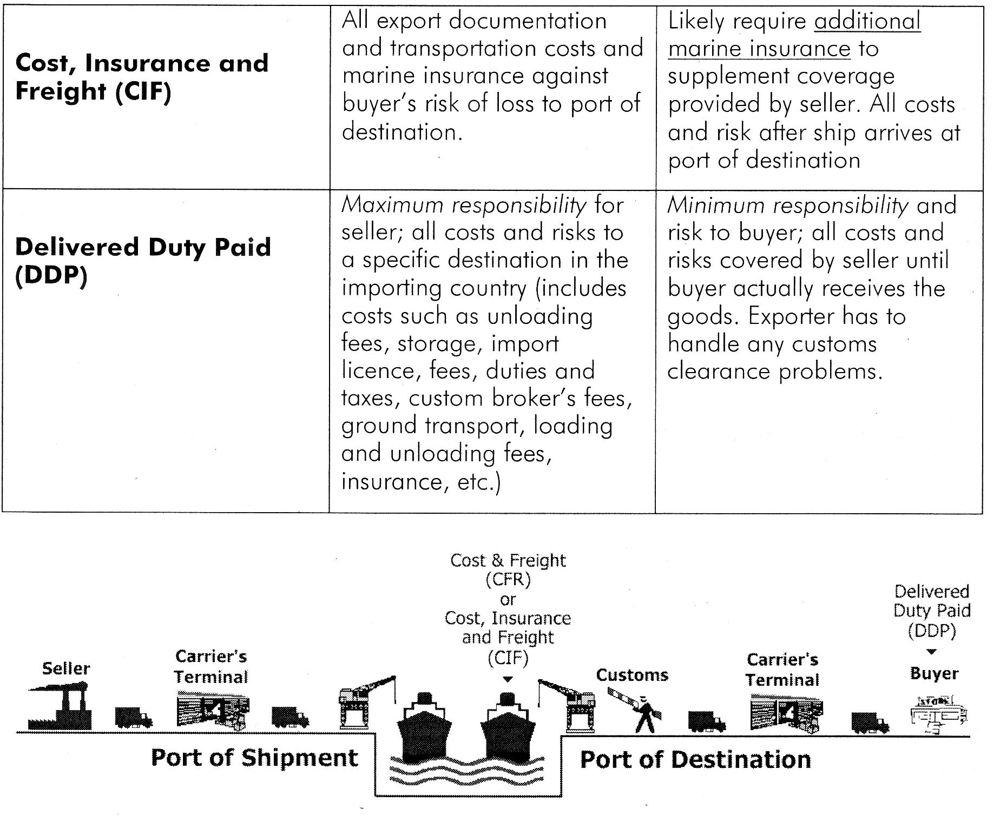 Cost, Insurance and
Freight (CIF)
All export documentation
and transportation costs and
marine insurance against
buyer's risk of loss to port of
destination.
Likely require additional
marine insurance to
supplement coverage
provided by seller. All costs
and risk after ship arrives at
port of destination
Delivered Duty Paid
(DDP)
Maximum responsibility for
seller; all costs and risks to
a specific destination in the
importing country (includes
costs such as unloading
fees, storage, import
licence, fees, duties and
taxes, custom broker's fees,
ground transport, loading
and unloading fees,
insurance, etc.)
Minimum responsibility and
risk to buyer; all costs and
risks covered by seller until
buyer actually receives the
goods. Exporter has to
handle any customs
clearance problems.
Cost & Freight
(CFR)
or
Cost, Insurance
and Freight
(CIF)
Delivered
Duty Paid
(DDP)
Seller
Carrier's
Terminal
Customs
Carrier's
Terminal
Buyer
STORE
Port of Shipment
Port of Destination